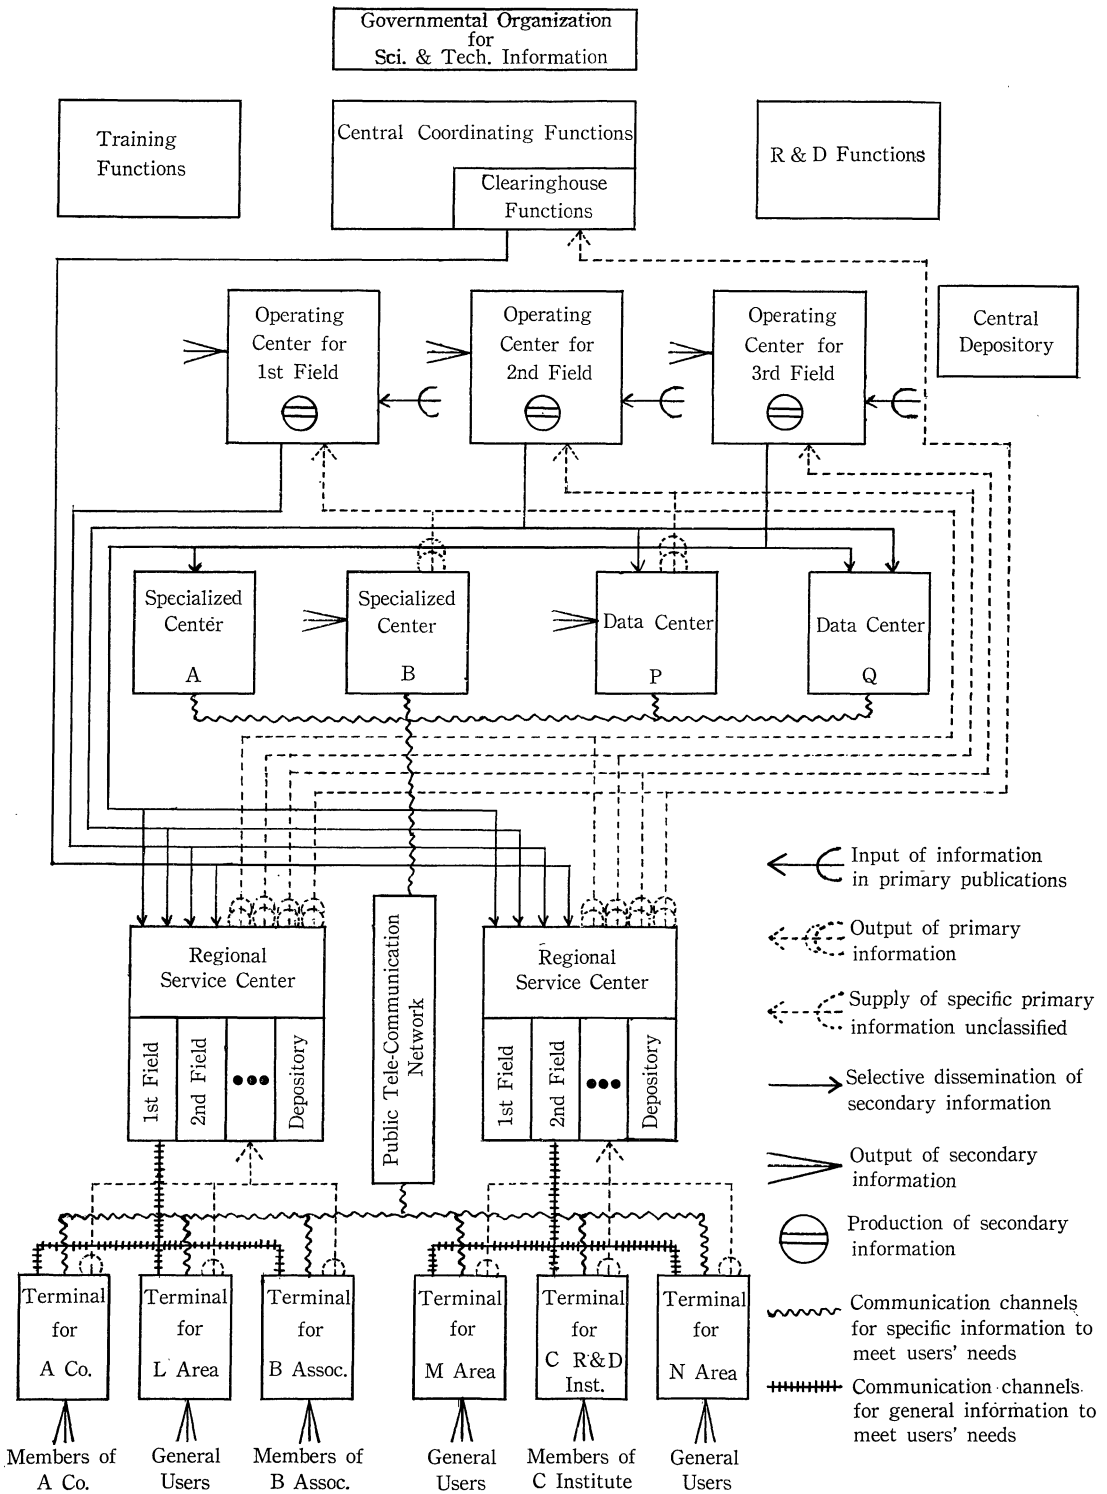 Governmental Organization
for
Sci. & Tech. Information
Training
Functions
Central Coordinating Functions
Clearinghouse
Functions
R & D Functions
Operating
Center for
1st Field
Operating
Center for
2nd Field
Operating
Center for
3rd Field
Central
Depository
Specialized
Center
A
Specialized
Center
B
Data Center
P
Data Center
Q
Regional
Service Center
1st Field
2nd Field
•••
Depository
Public Tele-Communication
Network
Regional
Service Center
1st Field
2nd Field
•••
Depository
Input of information
in primary publications
Output of primary
information
Supply of specific primary
information unclassified
Selective dissemination of
secondary information
Output of secondary
information
Production of secondary
information
Communication channels
for specific information to
meet users' needs
Communication channels
for general information to
meet users' needs
Terminal
for
A Co.
Terminal
for
L Area
Terminal
for
B Assoc.
Terminal
for
M Area
Terminal
for
C R&D
Inst.
Terminal
for
N Area
Members of
A Co.
General
Users
Members of
B Assoc.
General
Users
Members of
C Institute
General
Users